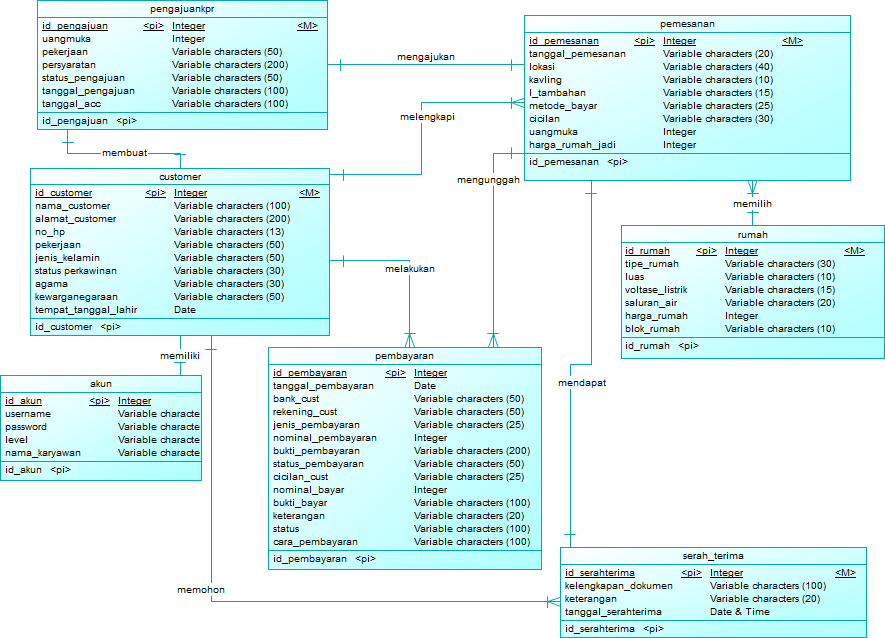 pengajuankpr
id_pengajuan <pi> Integer <M>
uangmuka Integer
pekerjaan Variable characters (50)
persyaratan Variable characters (200)
status_pengajuan Variable characters (50)
tanggal_pengajuan Variable characters (100)
tanggal_acc Variable characters (100)
id_pengajuan <pi>
mengajukan
pemesanan
id_pemesanan <pi> Integer <M>
tanggal_pemesanan Variable characters (20)
lokasi Variable characters (40)
kavling Variable characters (10)
l_tambahan Variable characters (15)
metode_bayar Variable characters (25)
cicilan Variable characters (30)
uangmuka Integer
harga_rumah_jadi Integer
id_pemesanan <pi>
melengkapi
membuat
mengunggah
memilih
customer
id_customer <pi> Integer <M>
nama_customer Variable characters (100)
alamat_customer Variable characters (200)
no_hp Variable characters (13)
pekerjaan Variable characters (50)
jenis_kelamin Variable characters (50)
status perkawinan Variable characters (30)
agama Variable characters (30)
kewarganegaraan Variable characters (50)
tempat_tanggal_lahir Date
id_customer <pi>
melakukan
rumah
id_rumah <pi> Integer <M>
tipe_rumah Variable characters (30)
luas Variable characters (10)
voltase_listrik Variable characters (15)
saluran_air Variable characters (20)
harga_rumah Integer
blok_rumah Variable characters (10)
id_rumah <pi>
memiliki
akun
id_akun <pi> Integer
username Variable characte
password Variable characte
level Variable characte
nama_karyawan Variable characte
id_akun <pi>
pembayaran
id_pembayaran <pi> Integer
tanggal_pembayaran Date
bank_cust Variable characters (50)
rekening_cust Variable characters (50)
jenis_pembayaran Variable characters (25)
nominal_pembayaran Integer
bukti_pembayaran Variable characters (200)
status_pembayaran Variable characters (50)
cicilan_cust Variable characters (25)
nominal_bayar Integer
bukti_bayar Variable characters (100)
keterangan Variable characters (20)
status Variable characters (100)
cara_pembayaran Variable characters (100)
id_pembayaran <pi>
mendapat
memohon
serah_terima
id_serahterima <pi> Integer <M>
kelengkapan_dokumen Variable characters (100)
keterangan Variable characters (20)
tanggal_serahterima Date & Time
id_serahterima <pi>